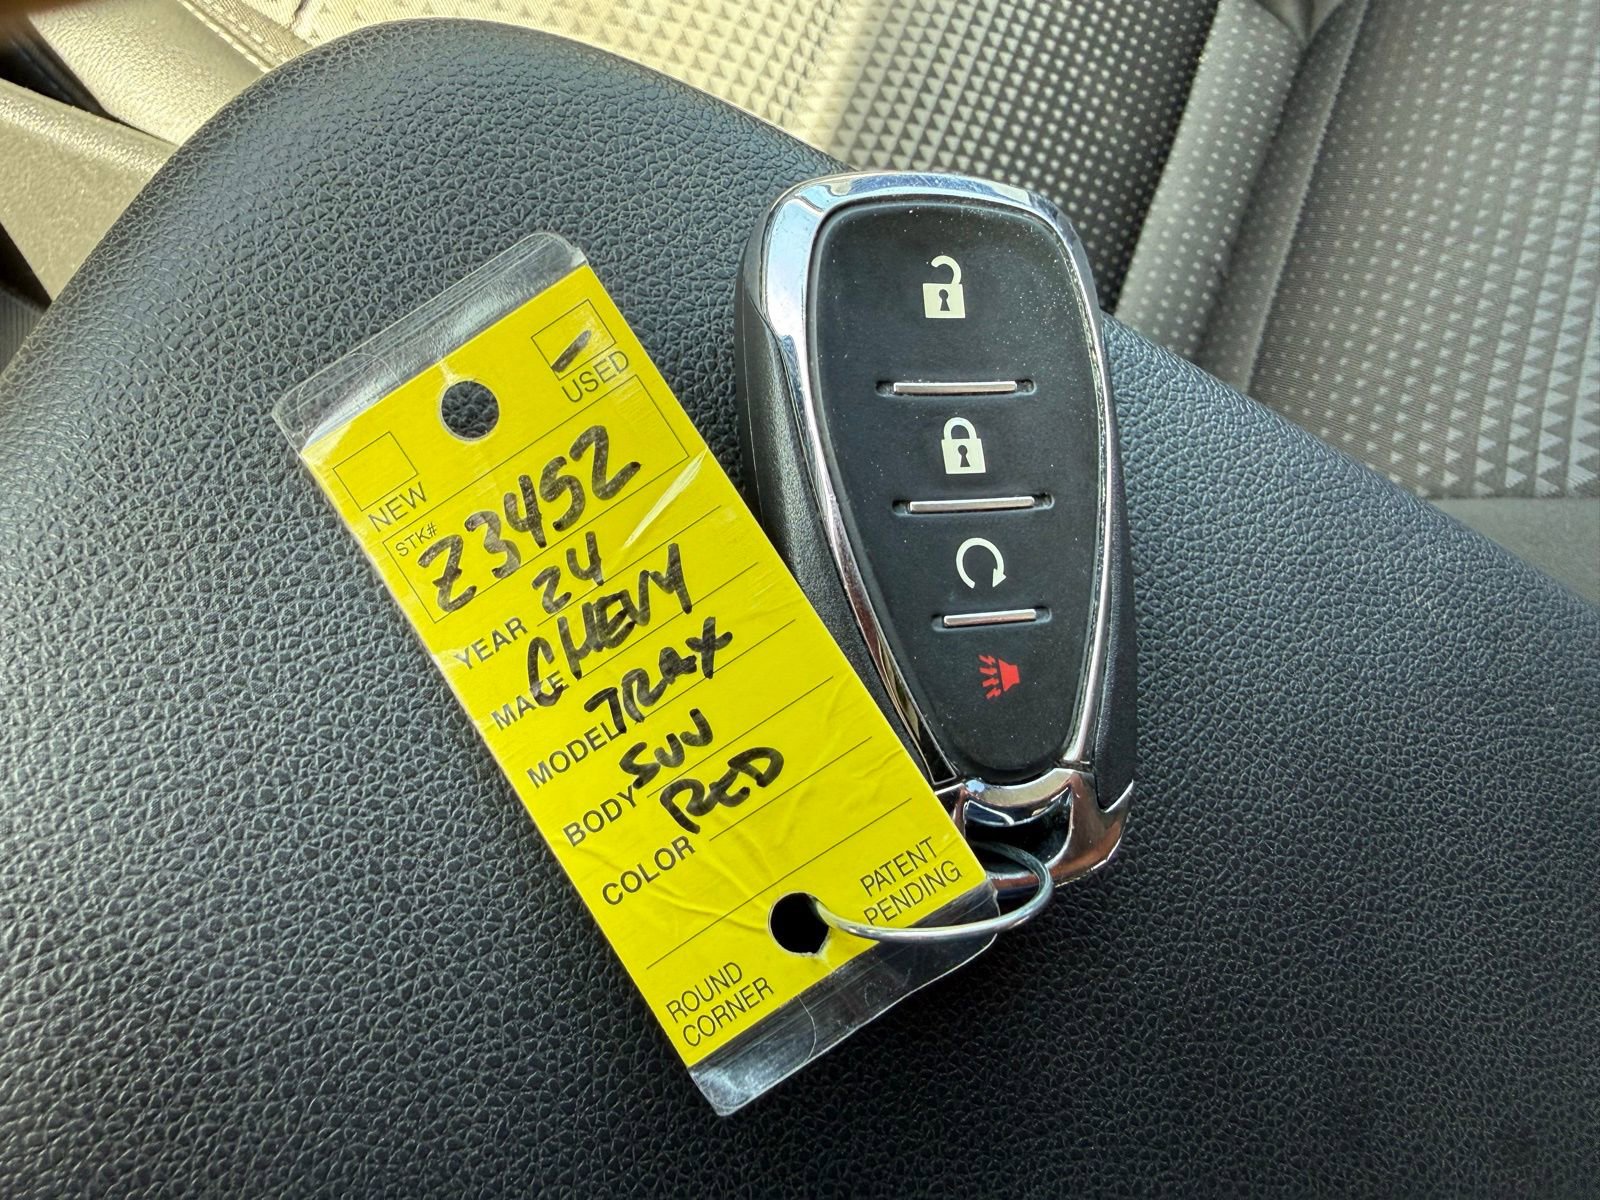 USED
NEW
STK#
Z3452
YEAR 24
MAKE CHEVY
MODEL TRAX
BODY SUV
COLOR RED
PATENT
PENDING
ROUND
CORNER